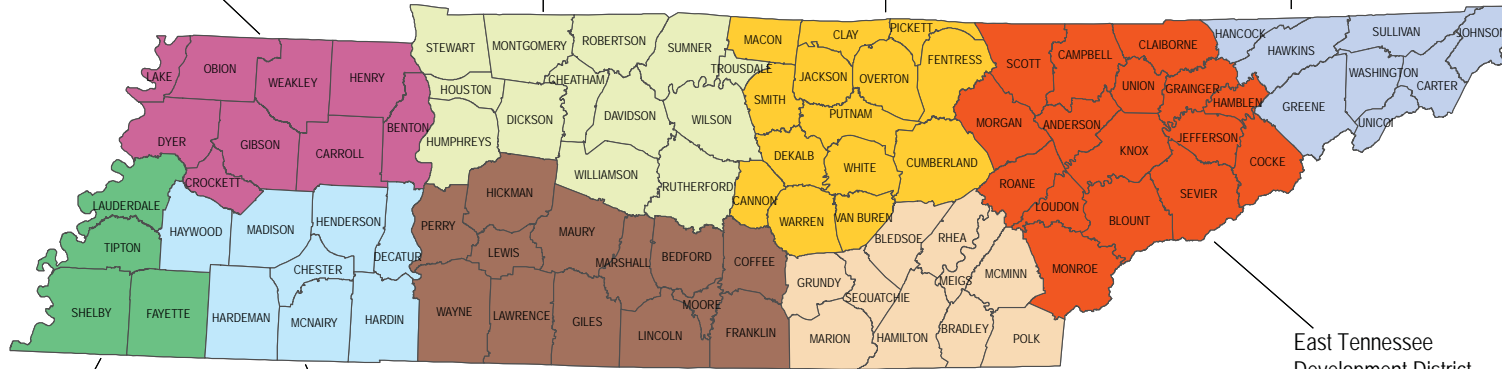 STEWART
MONTGOMERY
ROBERTSON
SUMNER
MACON
CLAY
PICKETT
CLAIBORNE
HANCOCK
SULLIVAN
JOHNSON
LAKE
OBION
WEAKLEY
HENRY
HOUSTON
CHEATHAM
TROUSDALE
JACKSON
OVERTON
FENTRESS
SCOTT
CAMPBELL
UNION
GRAINGER
HAMBLEN
HAWKINS
WASHINGTON
CARTER
GREENE
UNICOI
DYER
GIBSON
CARROLL
BENTON
HUMPHREYS
DICKSON
DAVIDSON
WILSON
SMITH
PUTNAM
MORGAN
ANDERSON
KNOX
JEFFERSON
COCKE
CROCKETT
WILLIAMSON
RUTHERFORD
DEKALB
WHITE
CUMBERLAND
ROANE
LOUDON
BLOUNT
SEVIER
LAUDERDALE
HAYWOOD
MADISON
HENDERSON
DECATUR
PERRY
HICKMAN
MAURY
CANNON
WARREN
VAN BUREN
BLEDSOE
RHEA
TIPTON
CHESTER
LEWIS
MARSHALL
BEDFORD
COFFEE
GRUNDY
SEQUATCHIE
MEIGS
MCMINN
MONROE
SHELBY
FAYETTE
HARDEMAN
MCNAIRY
HARDIN
WAYNE
LAWRENCE
GILES
LINCOLN
MOORE
FRANKLIN
MARION
HAMILTON
BRADLEY
POLK
East Tennessee
Development District